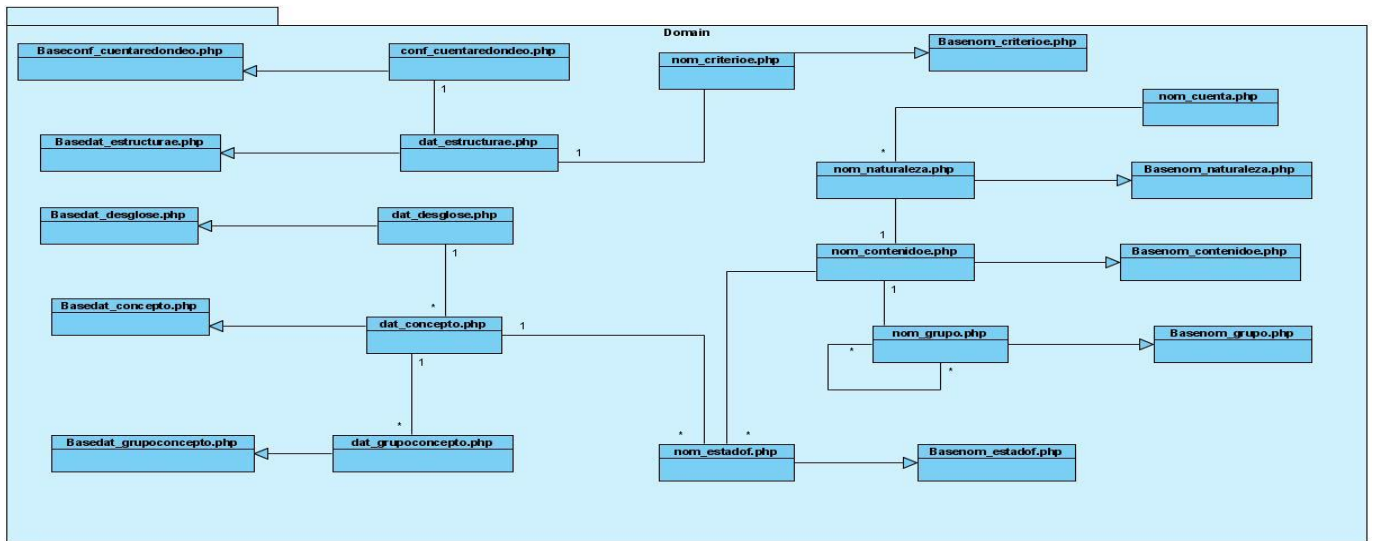 Domain
Baseconf_cuentaredondeo.php
conf_cuentaredondeo.php
nom_criterioe.php
Basenom_criterioe.php
1
nom_cuenta.php
Basedat_estructurae.php
dat_estructurae.php
1
*
nom_naturaleza.php
Basenom_naturaleza.php
Basedat_desglose.php
dat_desglose.php
1
1
nom_contenidoe.php
Basenom_contenidoe.php
1
*
Basedat_concepto.php
dat_concepto.php
1
1
nom_grupo.php
Basenom_grupo.php
*
*
*
Basedat_grupoconcepto.php
dat_grupoconcepto.php
*
*
nom_estadof.php
Basenom_estadof.php